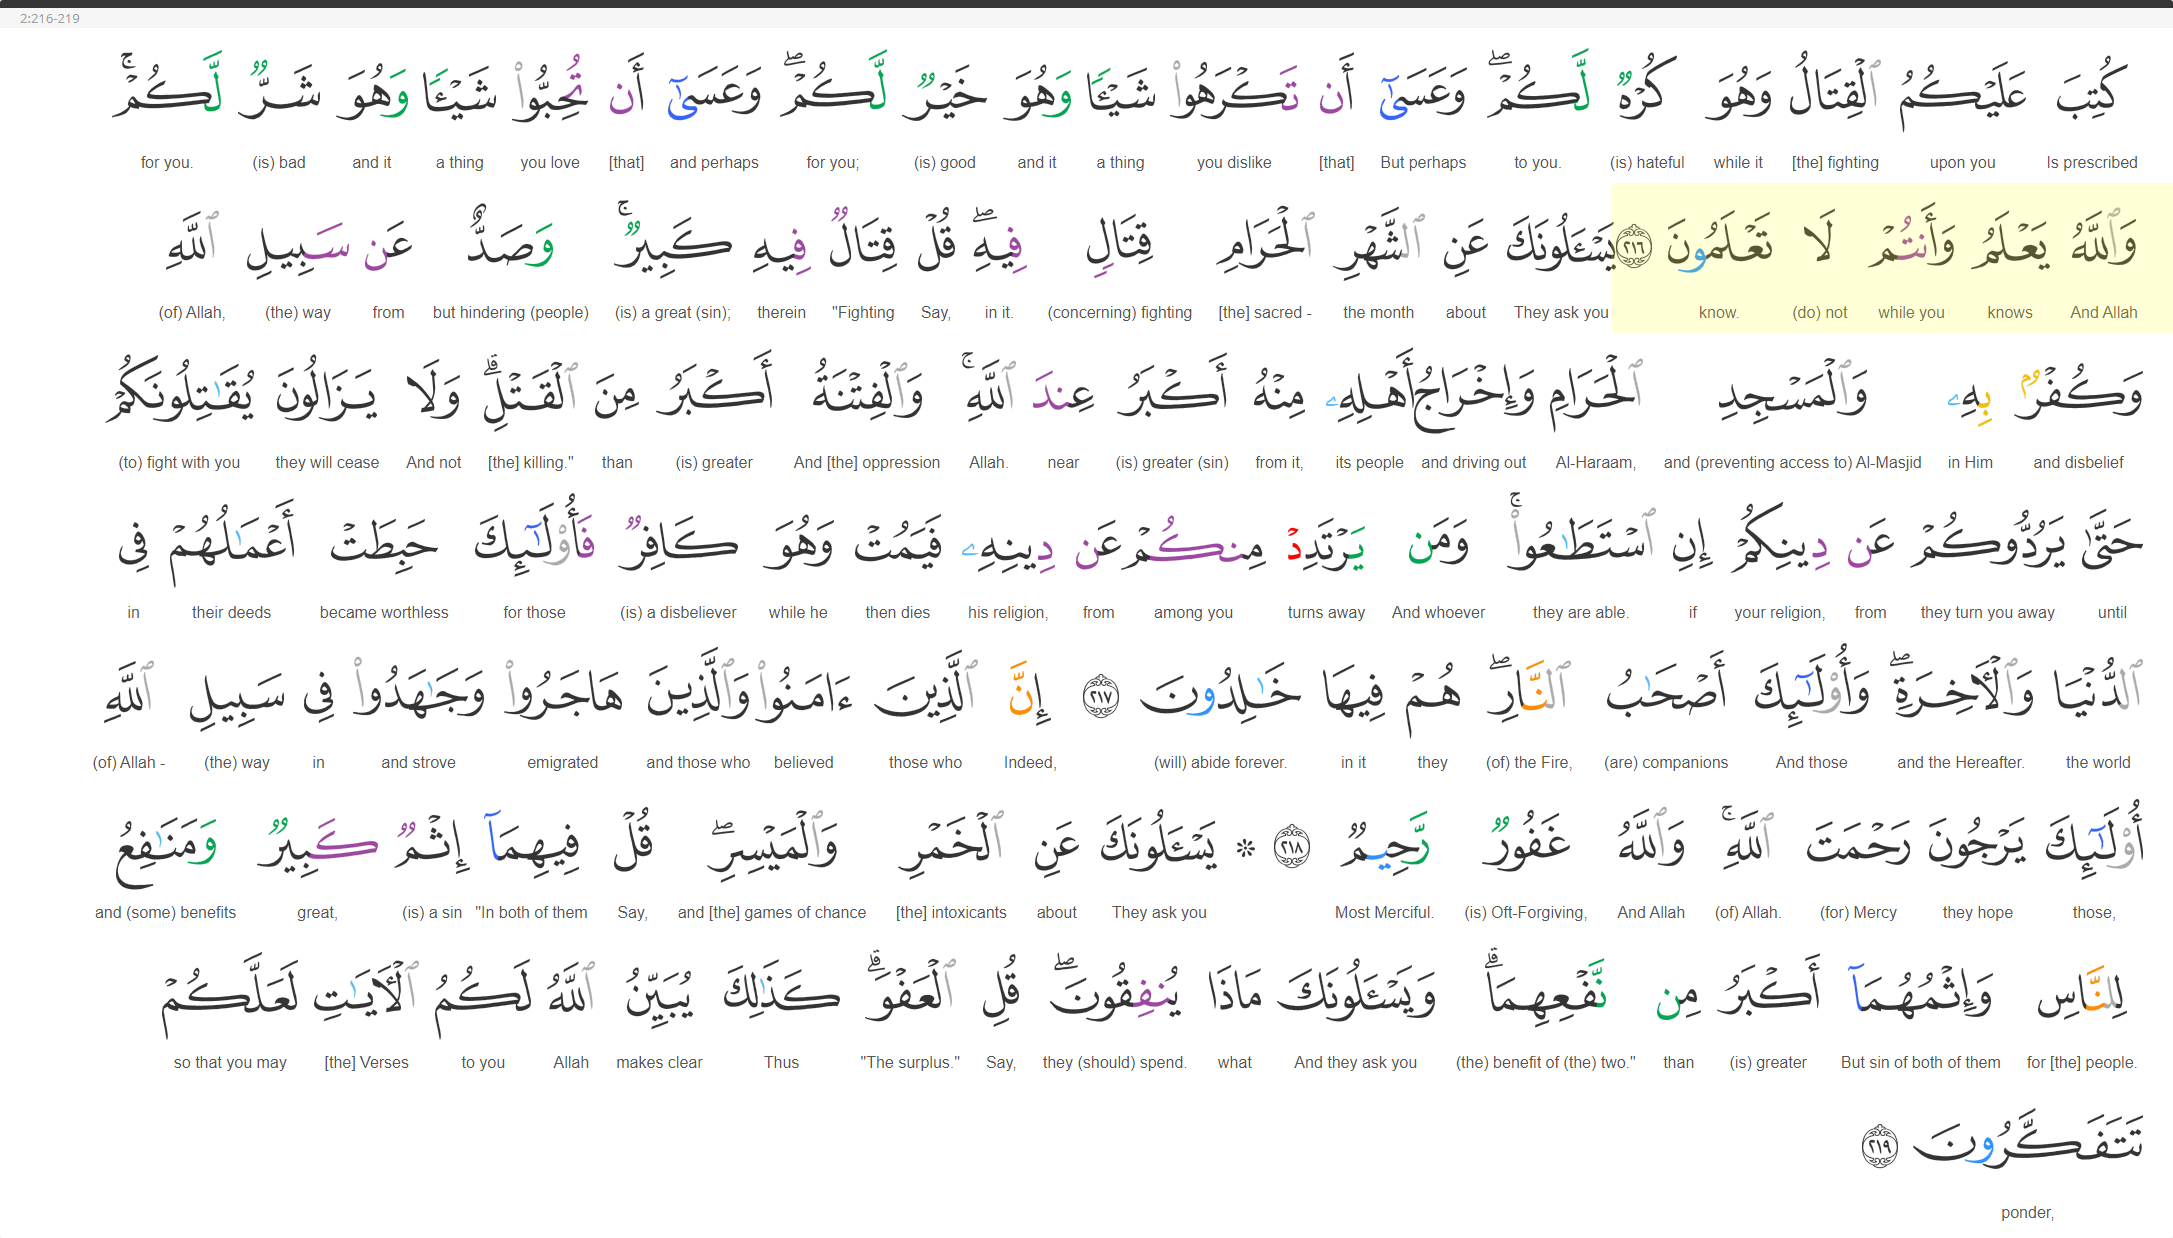 2:216-219
كُتِبَ عَلَيْكُمُ ٱلْقِتَالُ وَهُوَ كُرْهٌ لَّكُمْ ۖ وَعَسَىٰٓ أَن تَكْرَهُوا۟ شَيْـًٔا وَهُوَ خَيْرٌ لَّكُمْ ۖ وَعَسَىٰٓ أَن تُحِبُّوا۟ شَيْـًٔا وَهُوَ شَرٌّ لَّكُمْ ۚ
for you. (is) bad and it a thing you love [that] and perhaps for you; (is) good and it a thing you dislike [that] But perhaps to you. (is) hateful while it [the] fighting upon you Is prescribed
وَٱللَّهُ يَعْلَمُ وَأَنتُمْ لَا تَعْلَمُونَ ٢١٦ يَسْـَٔلُونَكَ عَنِ ٱلشَّهْرِ ٱلْحَرَامِ قِتَالٍ فِيهِ ۖ قُلْ قِتَالٌ فِيهِ كَبِيرٌ ۚ وَصَدٌّ عَن سَبِيلِ ٱللَّهِ
(of) Allah, (the) way from but hindering (people) (is) a great (sin); therein "Fighting Say, in it. (concerning) fighting [the] sacred - the month about They ask you know. (do) not while you knows And Allah
وَكُفْرٌۢ بِهِۦ وَٱلْمَسْجِدِ ٱلْحَرَامِ وَإِخْرَاجُ أَهْلِهِۦ مِنْهُ أَكْبَرُ عِندَ ٱللَّهِ ۚ وَٱلْفِتْنَةُ أَكْبَرُ مِنَ ٱلْقَتْلِ ۗ وَلَا يَزَالُونَ يُقَـٰتِلُونَكُمْ
(to) fight with you they will cease And not [the] killing." than (is) greater And [the] oppression Allah. near (is) greater (sin) from it, its people and driving out Al-Haraam, and (preventing access to) Al-Masjid in Him and disbelief
حَتَّىٰ يَرُدُّوكُمْ عَن دِينِكُمْ إِنِ ٱسْتَطَـٰعُوا۟ ۚ وَمَن يَرْتَدِدْ مِنكُمْ عَن دِينِهِۦ فَيَمُتْ وَهُوَ كَافِرٌ فَأُو۟لَـٰٓئِكَ حَبِطَتْ أَعْمَـٰلُهُمْ فِى
in their deeds became worthless for those (is) a disbeliever while he then dies his religion, from among you turns away And whoever they are able. if your religion, from they turn you away until
ٱلدُّنْيَا وَٱلْـَٔاخِرَةِ ۖ وَأُو۟لَـٰٓئِكَ أَصْحَـٰبُ ٱلنَّارِ ۖ هُمْ فِيهَا خَـٰلِدُونَ ٢١٧ إِنَّ ٱلَّذِينَ ءَامَنُوا۟ وَٱلَّذِينَ هَاجَرُوا۟ وَجَـٰهَدُوا۟ فِى سَبِيلِ ٱللَّهِ
(of) Allah - (the) way in and strove emigrated and those who believed those who Indeed, (will) abide forever. in it they (of) the Fire, (are) companions And those and the Hereafter. the world
أُو۟لَـٰٓئِكَ يَرْجُونَ رَحْمَتَ ٱللَّهِ ۚ وَٱللَّهُ غَفُورٌ رَّحِيمٌ ٢١٨ ۞ يَسْـَٔلُونَكَ عَنِ ٱلْخَمْرِ وَٱلْمَيْسِرِ ۖ قُلْ فِيهِمَآ إِثْمٌ كَبِيرٌ وَمَنَـٰفِعُ
and (some) benefits great, (is) a sin "In both of them Say, and [the] games of chance [the] intoxicants about They ask you Most Merciful. (is) Oft-Forgiving, And Allah (of) Allah. (for) Mercy they hope those,
لِلنَّاسِ وَإِثْمُهُمَآ أَكْبَرُ مِن نَّفْعِهِمَا ۗ وَيَسْـَٔلُونَكَ مَاذَا يُنفِقُونَ ۖ قُلِ ٱلْعَفْوَ ۗ كَذَٰلِكَ يُبَيِّنُ ٱللَّهُ لَكُمُ ٱلْـَٔايَـٰتِ لَعَلَّكُمْ
so that you may [the] Verses to you Allah makes clear Thus "The surplus." Say, they (should) spend. what And they ask you (the) benefit of (the) two." than (is) greater But sin of both of them for [the] people.
تَتَفَكَّرُونَ ٢١٩
ponder,